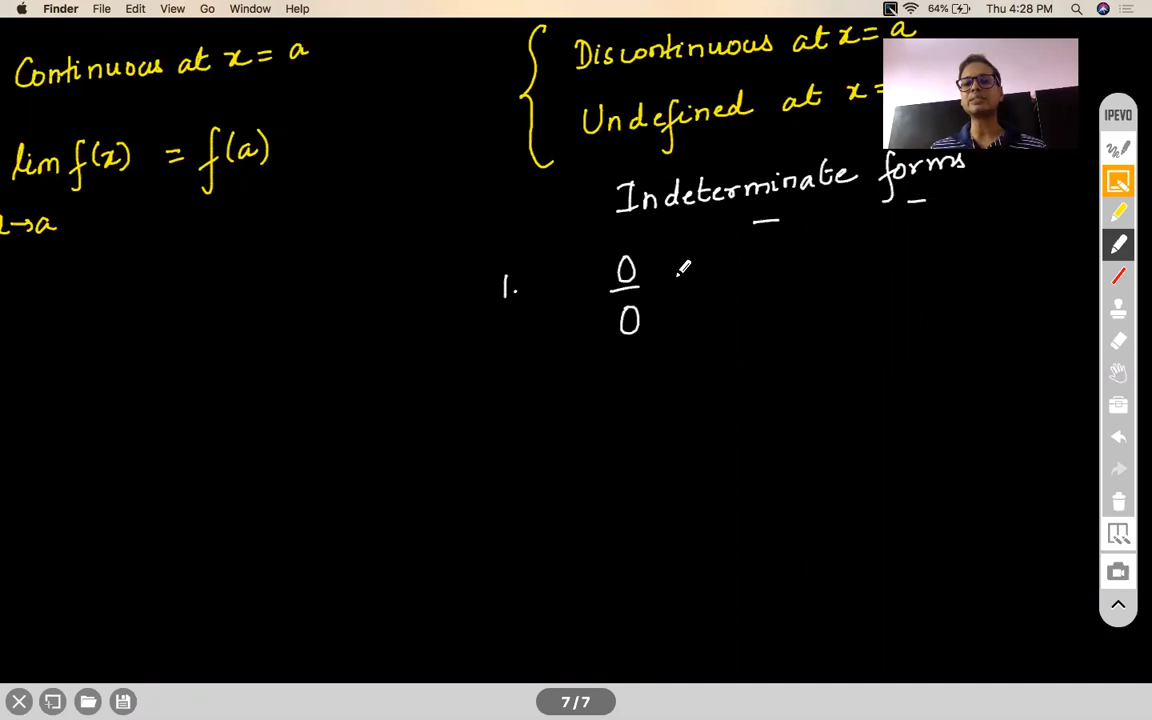 Finder File Edit View Go Window Help 64% Thu 4:28 PM
Continuous at x = a
lim f(x) = f(a)
x→a
Discontinuous at x = a
Undefined at x =
Indeterminate forms
1. 0/0
IPEVO
7 / 7